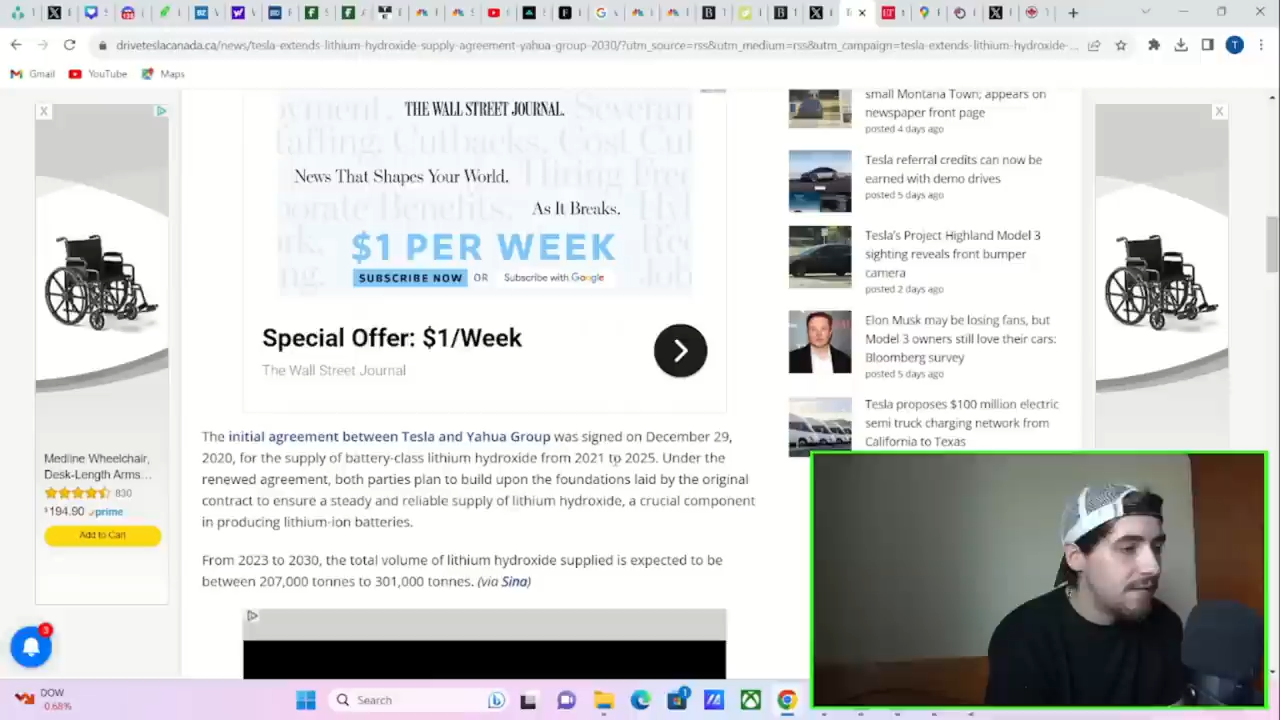 driveteslacanada.ca/news/tesla-extends-lithium-hydroxide-supply-agreement-yahua-group-2030/?utm_source=rss&utm_medium=rss&utm_campaign=tesla-extends-lithium-hydroxide-...
T
Gmail
YouTube
Maps
THE WALL STREET JOURNAL.
News That Shapes Your World.
As It Breaks.
$1 PER WEEK
SUBSCRIBE NOW OR Subscribe with Google
Special Offer: $1/Week
The Wall Street Journal
The initial agreement between Tesla and Yahua Group was signed on December 29,
2020, for the supply of battery-class lithium hydroxide from 2021 to 2025. Under the
renewed agreement, both parties plan to build upon the foundations laid by the original
contract to ensure a steady and reliable supply of lithium hydroxide, a crucial component
in producing lithium-ion batteries.
From 2023 to 2030, the total volume of lithium hydroxide supplied is expected to be
between 207,000 tonnes to 301,000 tonnes. (via Sina)
small Montana Town; appears on
newspaper front page
posted 4 days ago
Tesla referral credits can now be
earned with demo drives
posted 5 days ago
Tesla's Project Highland Model 3
sighting reveals front bumper
camera
posted 2 days ago
Elon Musk may be losing fans, but
Model 3 owners still love their cars:
Bloomberg survey
posted 5 days ago
Tesla proposes $100 million electric
semi truck charging network from
California to Texas
Medline Wheelchair,
Desk-Length Arms...
830
$194.90 prime
Add to Cart
3
DOW
-0.68%
Search